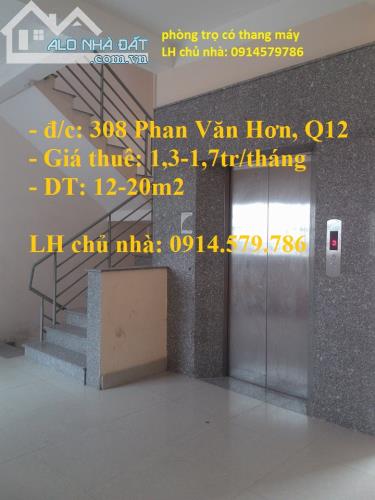 ALO NHÀ ĐẤT
.com.vn
phòng trọ có thang máy
LH chủ nhà: 0914579786
- đ/c: 308 Phan Văn Hơn, Q12
- Giá thuê: 1,3-1,7tr/tháng
- DT: 12-20m2
LH chủ nhà: 0914.579.786